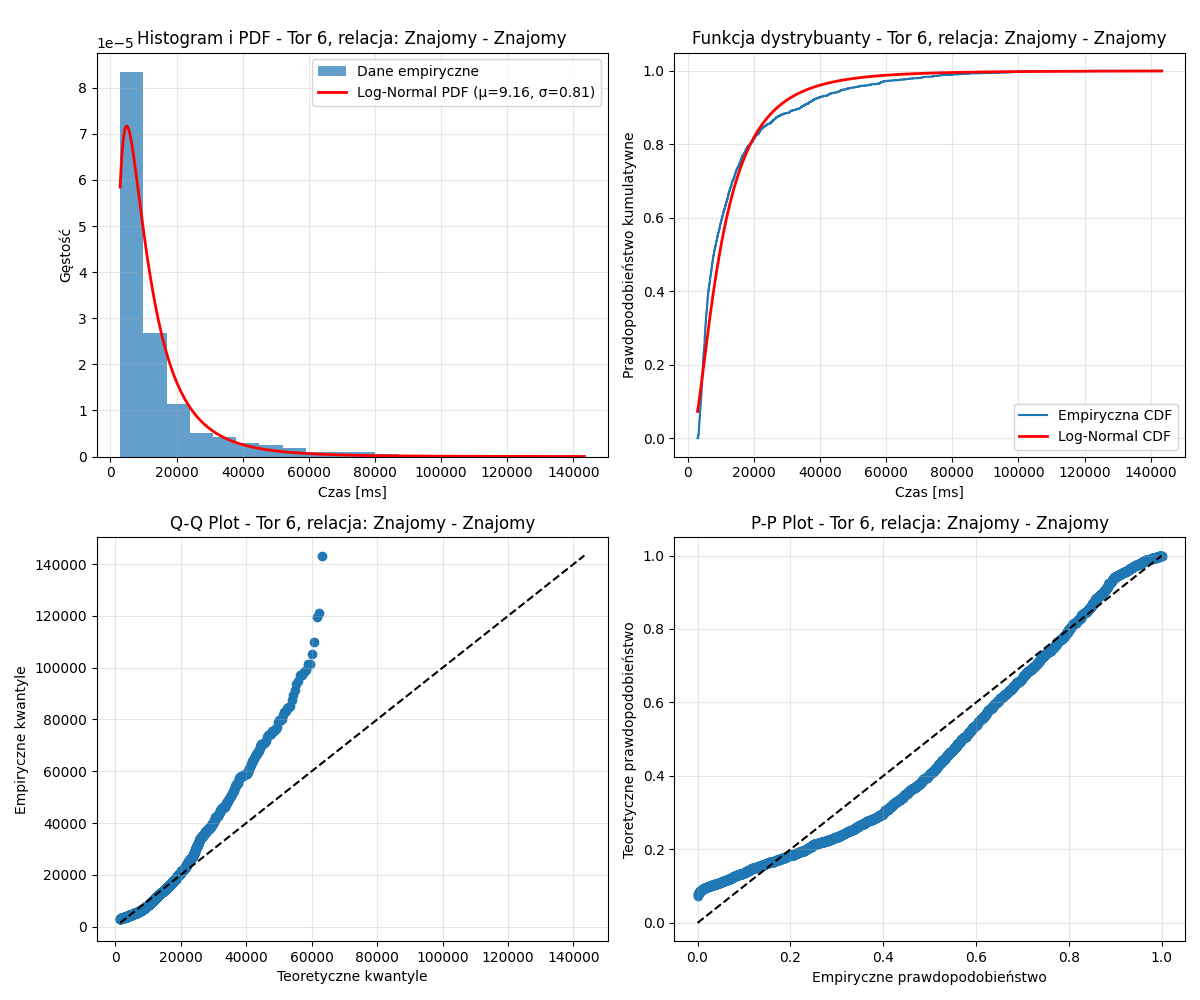 Histogram i PDF - Tor 6, relacja: Znajomy - Znajomy
1e−5
Dane empiryczne
Log-Normal PDF (μ=9.16, σ=0.81)
8
7
6
5
4
3
2
1
0
Gęstość
0 20000 40000 60000 80000 100000 120000 140000
Czas [ms]
Funkcja dystrybuanty - Tor 6, relacja: Znajomy - Znajomy
1.0
0.8
0.6
0.4
0.2
0.0
Prawdopodobieństwo kumulatywne
Empiryczna CDF
Log-Normal CDF
0 20000 40000 60000 80000 100000 120000 140000
Czas [ms]
Q-Q Plot - Tor 6, relacja: Znajomy - Znajomy
140000
120000
100000
80000
60000
40000
20000
0
Empiryczne kwantyle
0 20000 40000 60000 80000 100000 120000 140000
Teoretyczne kwantyle
P-P Plot - Tor 6, relacja: Znajomy - Znajomy
1.0
0.8
0.6
0.4
0.2
0.0
Teoretyczne prawdopodobieństwo
0.0 0.2 0.4 0.6 0.8 1.0
Empiryczne prawdopodobieństwo